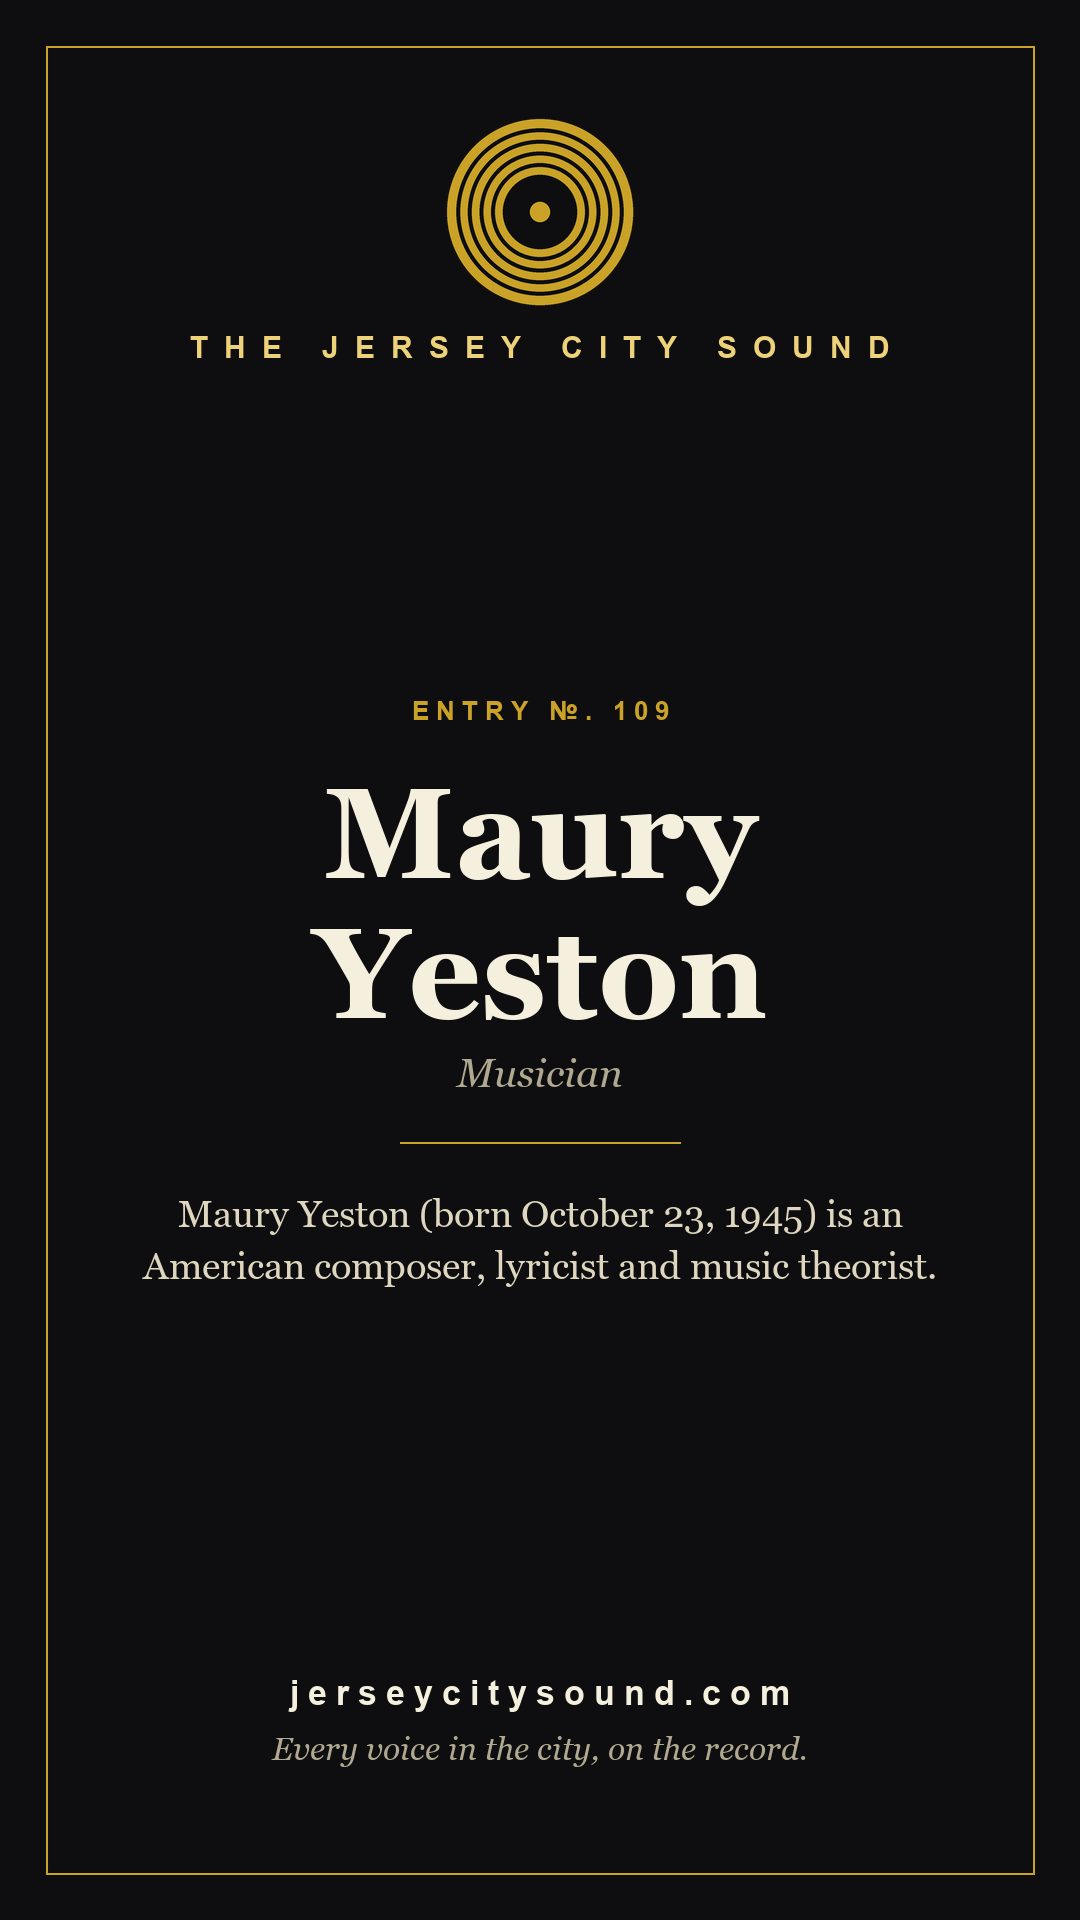 THE JERSEY CITY SOUND
ENTRY №. 109
Maury
Yeston
Musician
Maury Yeston (born October 23, 1945) is an
American composer, lyricist and music theorist.
jerseycitysound.com
Every voice in the city, on the record.